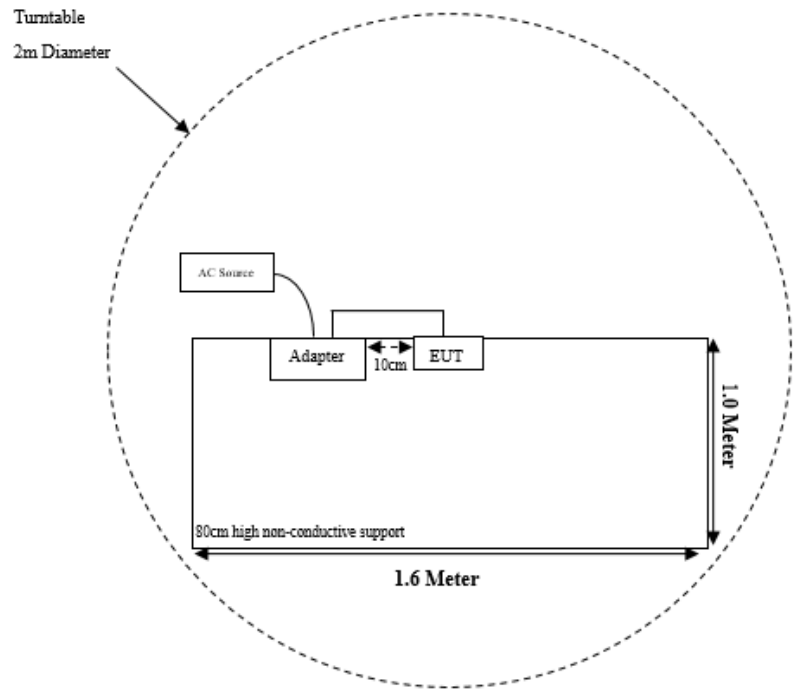 Turntable
2m Diameter
AC Source
Adapter
10cm
EUT
1.0 Meter
80cm high non-conductive support
1.6 Meter